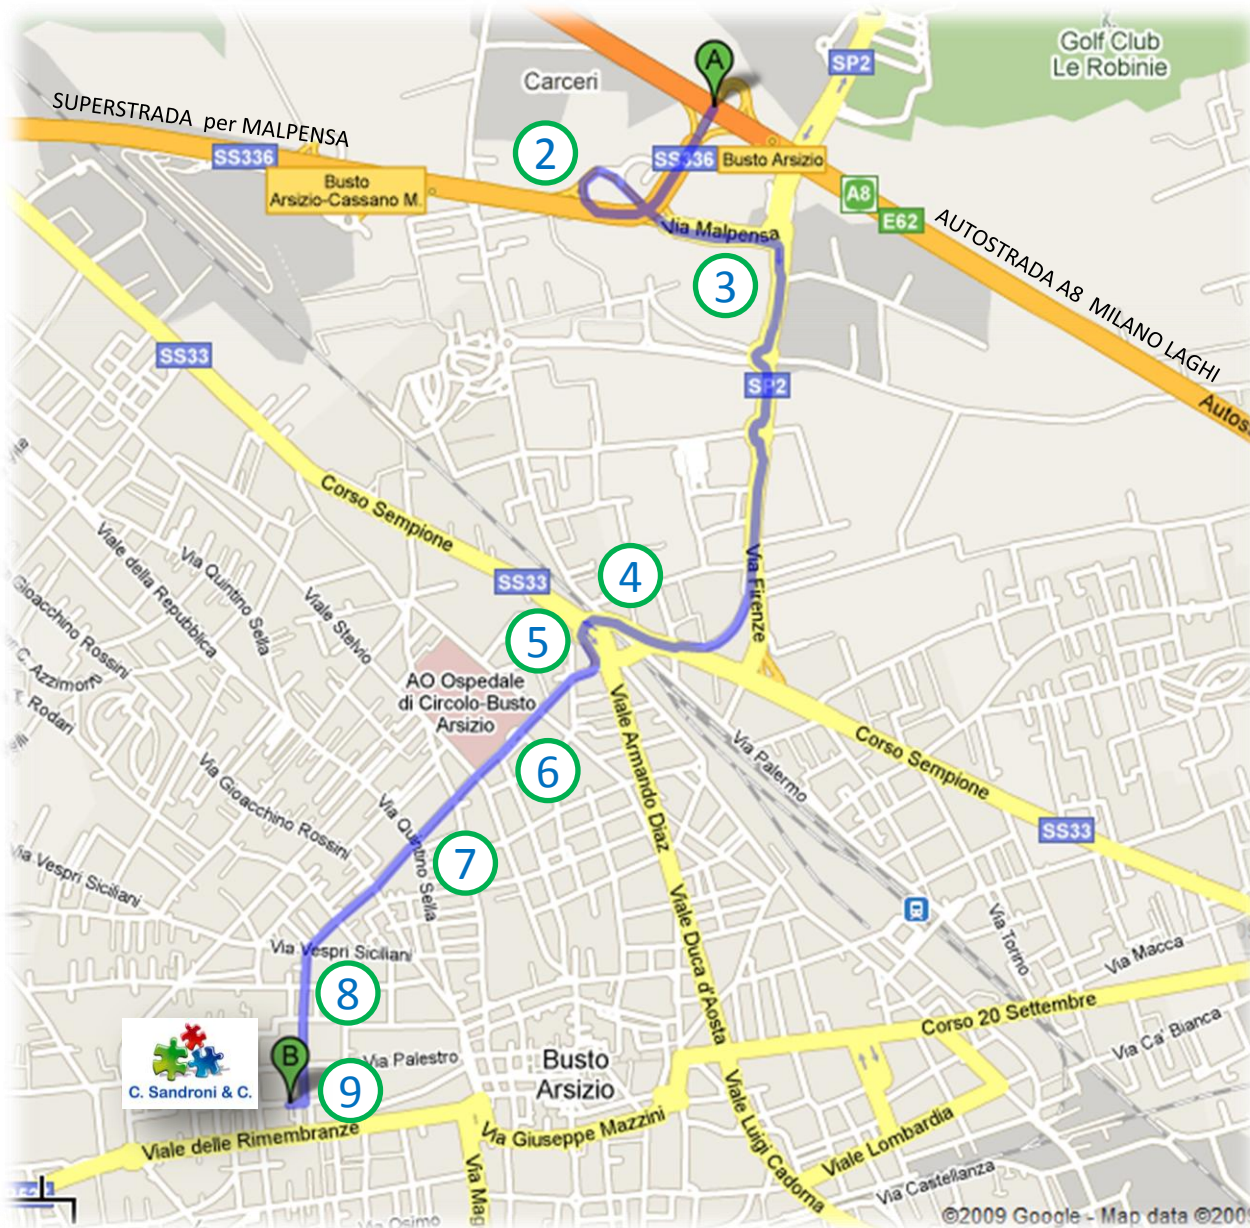 Golf Club
Le Robinie
A
SP2
Carceri
SUPERSTRADA per MALPENSA
2
SS336
SS336
Busto Arsizio
Busto
Arsizio-Cassano M.
A8
E62
AUTOSTRADA A8 MILANO LAGHI
Via Malpensa
3
SS33
SP2
Autos
Corso Sempione
Viale della Repubblica
Via Quintino Sella
Viale Stelvio
SS33
4
Via Firenze
5
Gioacchino Rossini
C. Azzimonti
T. Rodari
AO Ospedale
di Circolo-Busto
Arsizio
6
Viale Armando Diaz
Via Palermo
Corso Sempione
SS33
Via Gioacchino Rossini
Via Quintino Sella
7
Via Vespri Siciliani
Via Vespri Siciliani
Viale Duca d'Aosta
Via Torino
Via Macca
8
Corso 20 Settembre
Via Ca' Bianca
C. Sandroni & C.
B
9
Via Palestro
Busto
Arsizio
Viale delle Rimembranze
Via Giuseppe Mazzini
Viale Luigi Cadorna
Viale Lombardia
Via Castellanza
Via Mag
Via Osimo
©2009 Google - Map data ©200